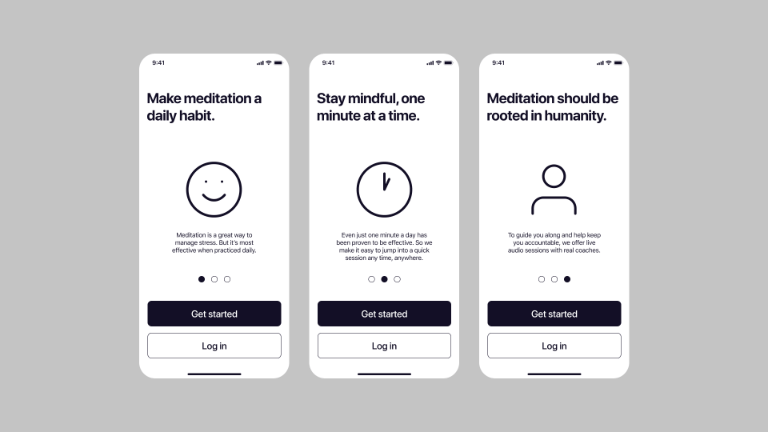 9:41
Make meditation a
daily habit.
Meditation is a great way to
manage stress. But it's most
effective when practiced daily.
Get started
Log in
9:41
Stay mindful, one
minute at a time.
Even just one minute a day has
been proven to be effective. So we
make it easy to jump into a quick
session any time, anywhere.
Get started
Log in
9:41
Meditation should be
rooted in humanity.
To guide you along and help keep
you accountable, we offer live
audio sessions with real coaches.
Get started
Log in